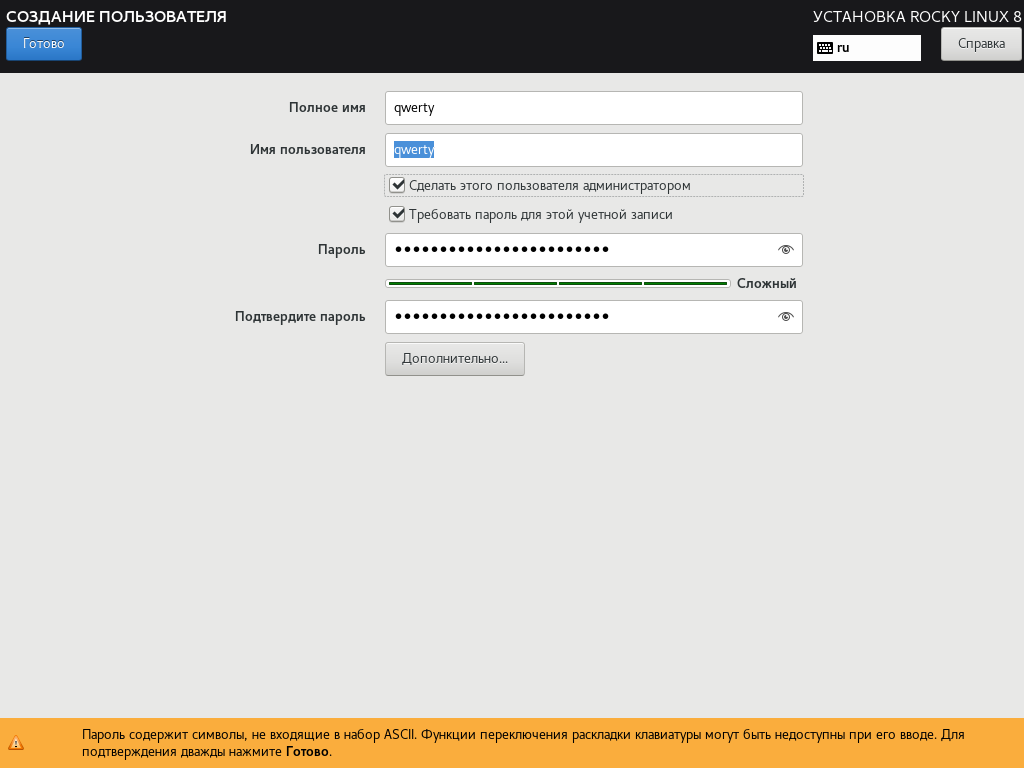 СОЗДАНИЕ ПОЛЬЗОВАТЕЛЯ
УСТАНОВКА ROCKY LINUX 8
Готово
ru
Справка
Полное имя
qwerty
Имя пользователя
qwerty
Сделать этого пользователя администратором
Требовать пароль для этой учетной записи
Пароль
●●●●●●●●●●●●●●●●●●●●●●●●
Сложный
Подтвердите пароль
●●●●●●●●●●●●●●●●●●●●●●●●
Дополнительно...
Пароль содержит символы, не входящие в набор ASCII. Функции переключения раскладки клавиатуры могут быть недоступны при его вводе. Для
подтверждения дважды нажмите Готово.